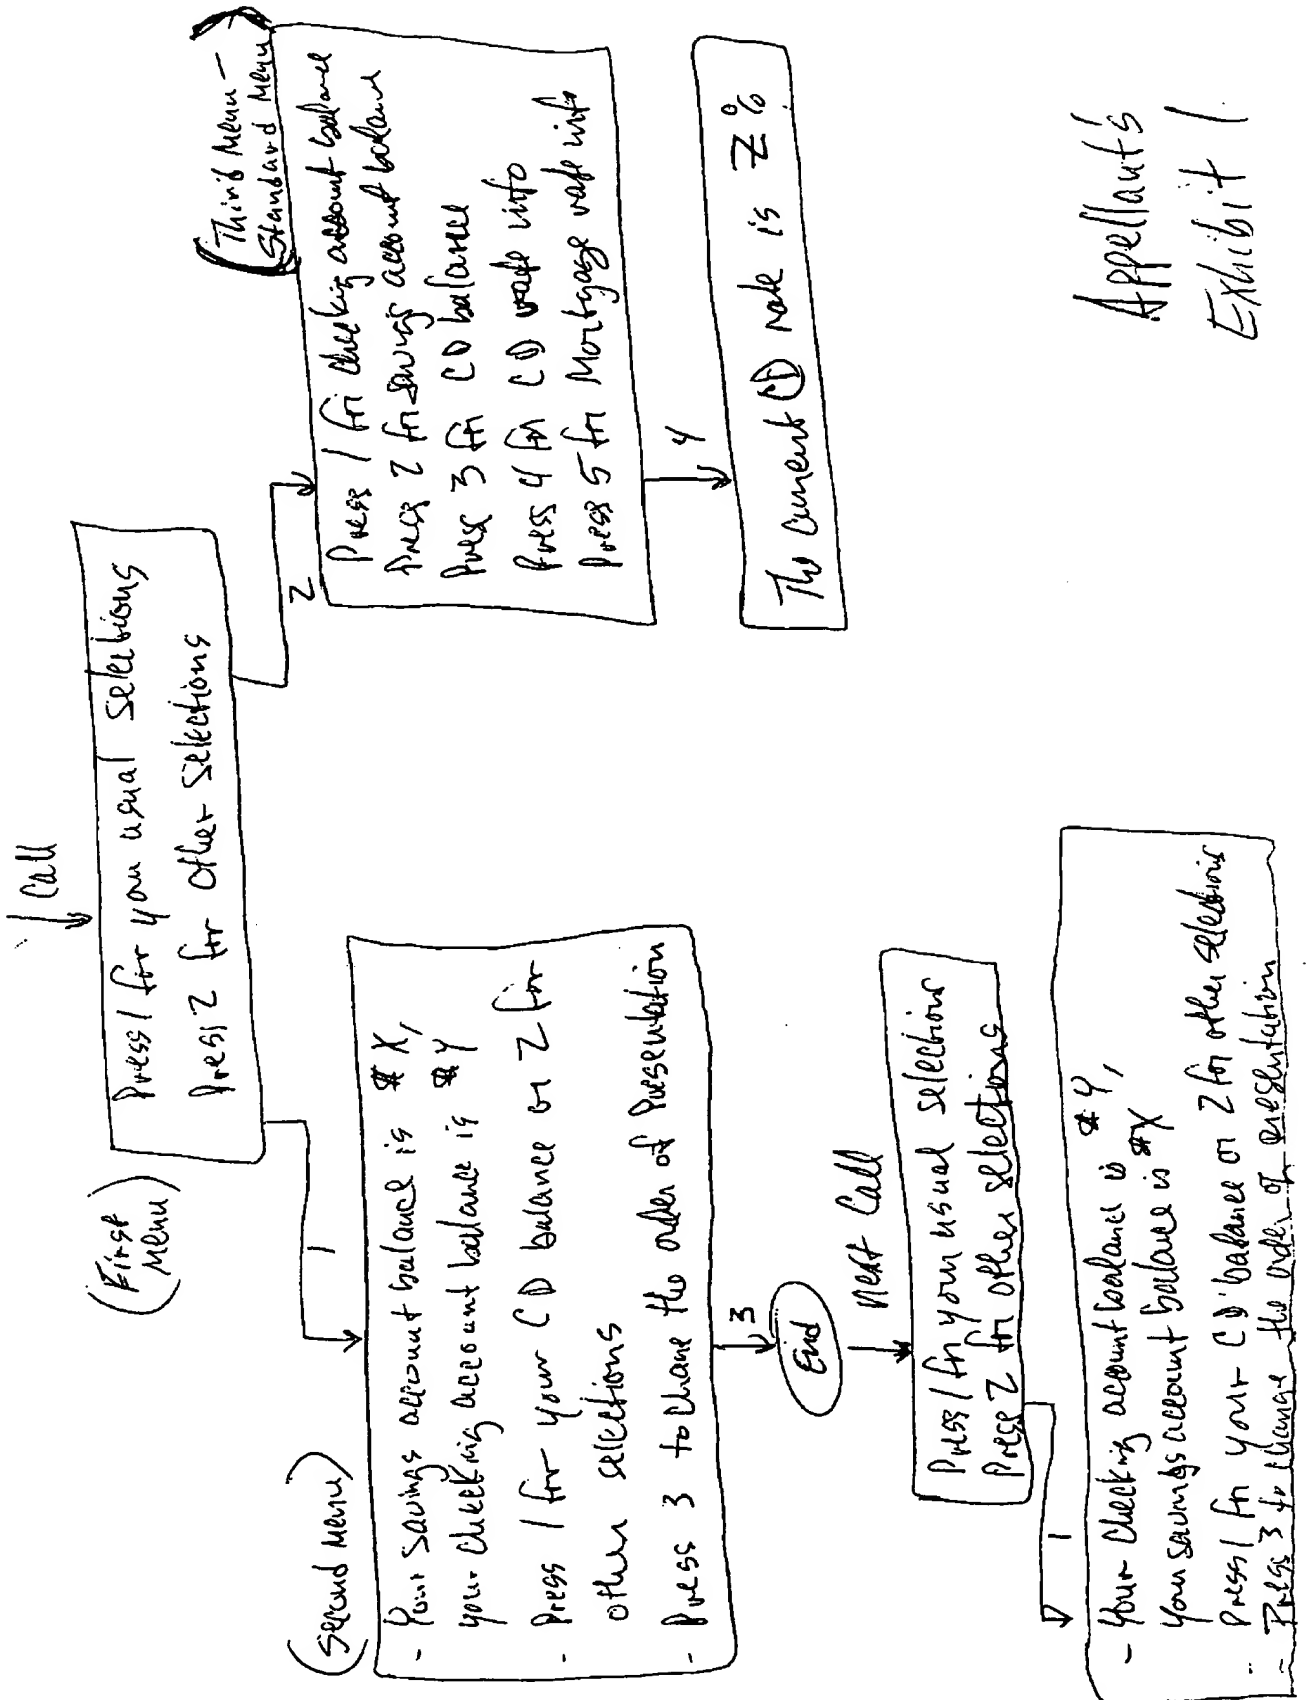 Call
(First
Menu)
Press 1 for your usual selections
Press 2 for other selections
1
2
(Second Menu)
- Your savings account balance is $X,
your checking account balance is $Y
- Press 1 for your CD balance or 2 for
other selections
- Press 3 to change the order of Presentation
3
End
Next Call
Press 1 for your usual selections
Press 2 for other selections
1
- Your checking account balance is $Y,
your savings account balance is $X
- Press 1 for your CD balance or 2 for other selections
- Press 3 to change the order of presentation
(Third Menu -
Standard Menu)
Press 1 for checking account balance
Press 2 for savings account balance
Press 3 for CD balance
Press 4 for CD rate info
Press 5 for Mortgage rate info
4
The current CD rate is Z%
Appellant's
Exhibit 1